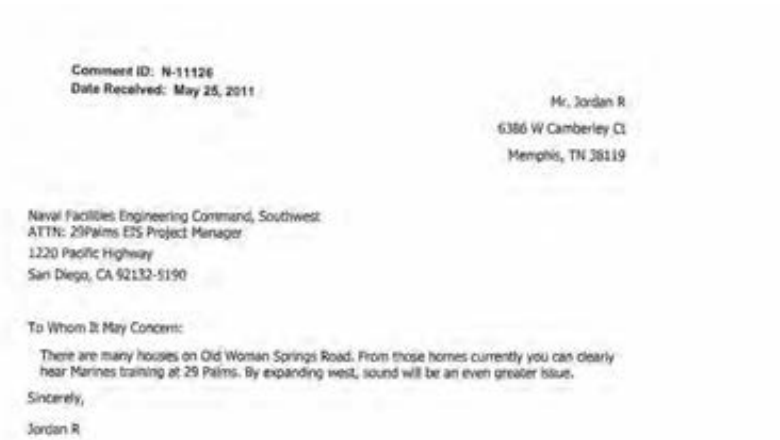 Comment ID: N-11126
Date Received: May 25, 2011
Mr. Jordan R
6386 W Camberley Ct
Memphis, TN 38119
Naval Facilities Engineering Command, Southwest
ATTN: 29Palms EIS Project Manager
1220 Pacific Highway
San Diego, CA 92132-5190
To Whom It May Concern:
There are many houses on Old Woman Springs Road. From those homes currently you can clearly
hear Marines training at 29 Palms. By expanding west, sound will be an even greater issue.
Sincerely,
Jordan R